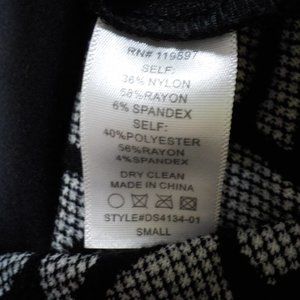 RN# 119597
SELF:
36% NYLON
58%RAYON
6% SPANDEX
SELF:
40%POLYESTER
56%RAYON
4%SPANDEX
DRY CLEAN
MADE IN CHINA
STYLE#DS4134-01
SMALL